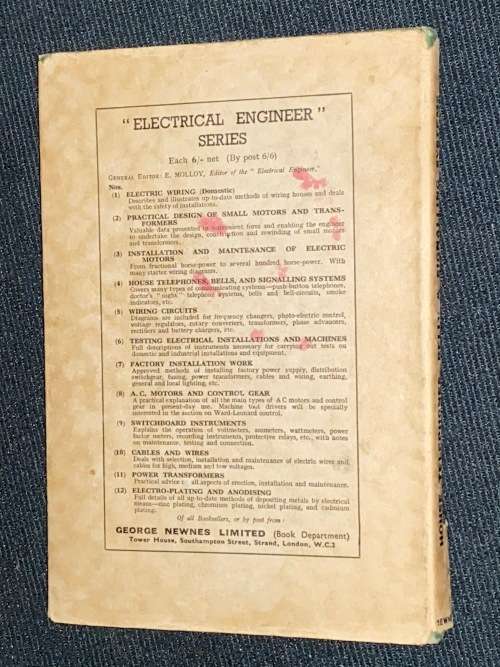 "ELECTRICAL ENGINEER"
SERIES
Each 6/- net (By post 6/6)
GENERAL EDITOR: E. MOLLOY, Editor of the "Electrical Engineer."
Nos.
(1) ELECTRIC WIRING (Domestic)
Describes and illustrates up-to-date methods of wiring houses and deals
with the safety of installations.
(2) PRACTICAL DESIGN OF SMALL MOTORS AND TRANS-
FORMERS
Valuable data presented in convenient form and enabling the engineer
to undertake the design, construction and rewinding of small motors
and transformers.
(3) INSTALLATION AND MAINTENANCE OF ELECTRIC
MOTORS
From fractional horse-power to several hundred horse-power. With
many starter wiring diagrams.
(4) HOUSE TELEPHONES, BELLS, AND SIGNALLING SYSTEMS
Covers many types of communicating systems—push-button telephones,
doctor's "night" telephone systems, bells and bell-circuits, smoke
indicators, etc.
(5) WIRING CIRCUITS
Diagrams are included for frequency changers, photo-electric control,
voltage regulators, rotary converters, transformers, phase advancers,
rectifiers and battery chargers, etc.
(6) TESTING ELECTRICAL INSTALLATIONS AND MACHINES
Full descriptions of instruments necessary for carrying out tests on
domestic and industrial installations and equipment.
(7) FACTORY INSTALLATION WORK
Approved methods of installing factory power supply, distribution
switchgear, fusing, power transformers, cables and wiring, earthing,
general and local lighting, etc.
(8) A.C. MOTORS AND CONTROL GEAR
A practical explanation of all the main types of A C motors and control
gear in present-day use. Machine tool drivers will be specially
interested in the section on Ward-Leonard control.
(9) SWITCHBOARD INSTRUMENTS
Explains the operation of voltmeters, ammeters, wattmeters, power
factor meters, recording instruments, protective relays, etc., with notes
on maintenance, testing and connection.
(10) CABLES AND WIRES
Deals with selection, installation and maintenance of electric wires and
cables for high, medium and low voltages.
(11) POWER TRANSFORMERS
Practical advice all aspects of erection, installation and maintenance.
(12) ELECTRO-PLATING AND ANODISING
Full details of all up-to-date methods of depositing metals by electrical
means—zinc plating, chromium plating, nickel plating, and cadmium
plating.
Of all Booksellers, or by post from:
GEORGE NEWNES LIMITED (Book Department)
Tower House, Southampton Street, Strand, London, W.C.2